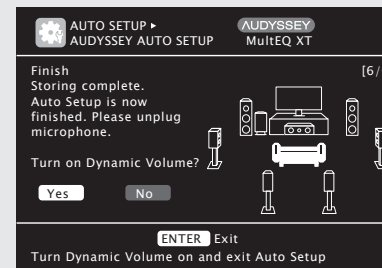 AUTO SETUP ▸
AUDYSSEY AUTO SETUP
AUDYSSEY
MultEQ XT
Finish
[6/
Storing complete.
Auto Setup is now
finished. Please unplug
microphone.
Turn on Dynamic Volume?
Yes No
ENTER Exit
Turn Dynamic Volume on and exit Auto Setup